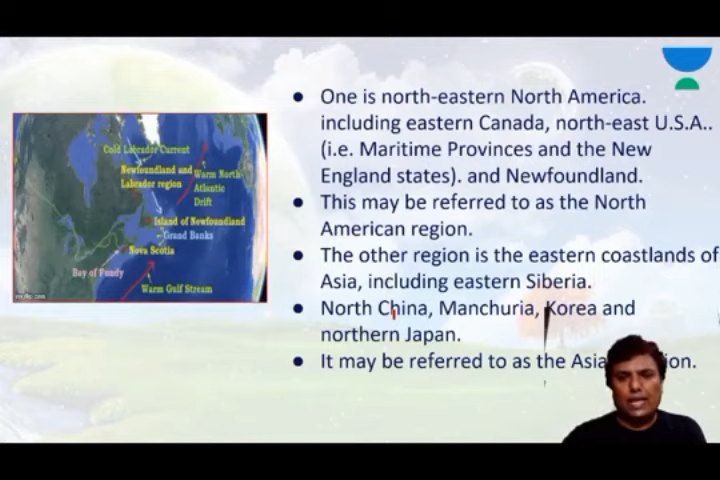 Cold Labrador Current
Newfoundland and
Labrador region
Warm North
Atlantic
Drift
Island of Newfoundland
Grand Banks
Nova Scotia
Bay of Fundy
Warm Gulf Stream
● One is north-eastern North America.
including eastern Canada, north-east U.S.A..
(i.e. Maritime Provinces and the New
England states). and Newfoundland.
● This may be referred to as the North
American region.
● The other region is the eastern coastlands of
Asia, including eastern Siberia.
● North China, Manchuria, Korea and
northern Japan.
● It may be referred to as the